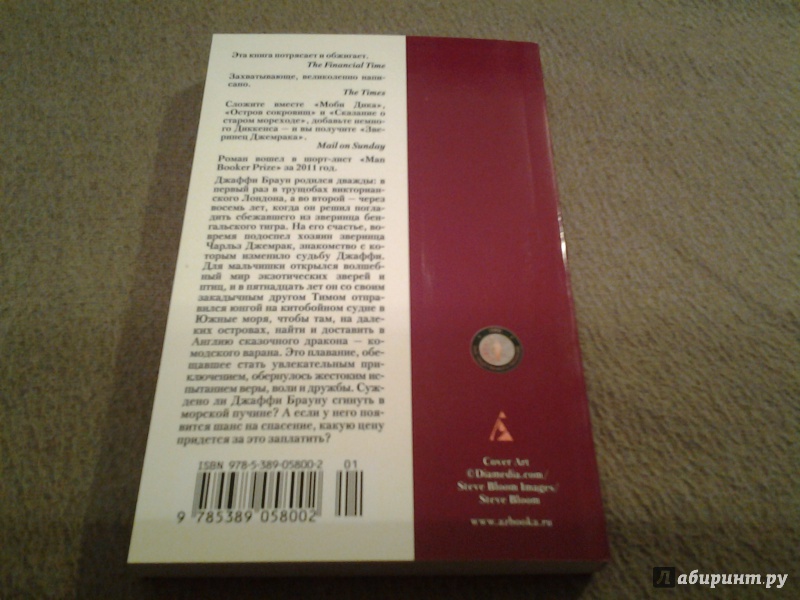 Эта книга потрясает и обжигает.
The Financial Time
Захватывающе, великолепно напи-
сано.
The Times
Сложите вместе «Моби Дика»,
«Остров сокровищ» и «Сказание о
старом мореходе», добавьте немно-
го Диккенса — и вы получите «Зве-
ринец Джемрака».
Mail on Sunday
Роман вошел в шорт-лист «Man
Booker Prize» за 2011 год.
Джаффи Браун родился дважды: в
первый раз в трущобах викториан-
ского Лондона, а во второй — через
восемь лет, когда он решил погла-
дить сбежавшего из зверинца бен-
гальского тигра. На его счастье, во-
время подоспел хозяин зверинца
Чарльз Джемрак, знакомство с ко-
торым изменило судьбу Джаффи.
Для мальчишки открылся волшеб-
ный мир экзотических зверей и
птиц, и в пятнадцать лет он со своим
закадычным другом Тимом отпра-
вился юнгой на китобойном судне в
Южные моря, чтобы там, на дале-
ких островах, найти и доставить в
Англию сказочного дракона — ко-
модского варана. Это плавание, обе-
щавшее стать увлекательным при-
ключением, обернулось жестоким ис-
пытанием веры, воли и дружбы. Суж-
дено ли Джаффи Брауну сгинуть в
морской пучине? А если у него поя-
вится шанс на спасение, какую цену
придется за это заплатить?
ISBN 978-5-389-05800-2
01
9 785389 058002
Cover Art
©Diamedia.com/
Steve Bloom Images/
Steve Bloom
www.azbooka.ru
Лабиринт.ру